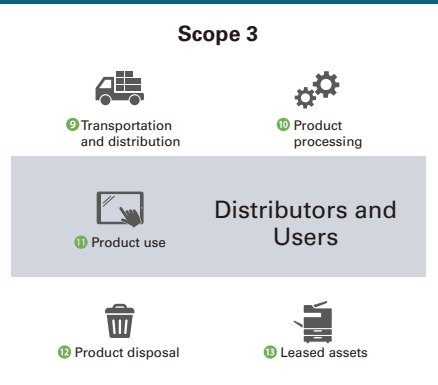 Scope 3
⑨ Transportation
and distribution
⑩ Product
processing
⑪ Product use
Distributors and
Users
⑫ Product disposal
⑬ Leased assets